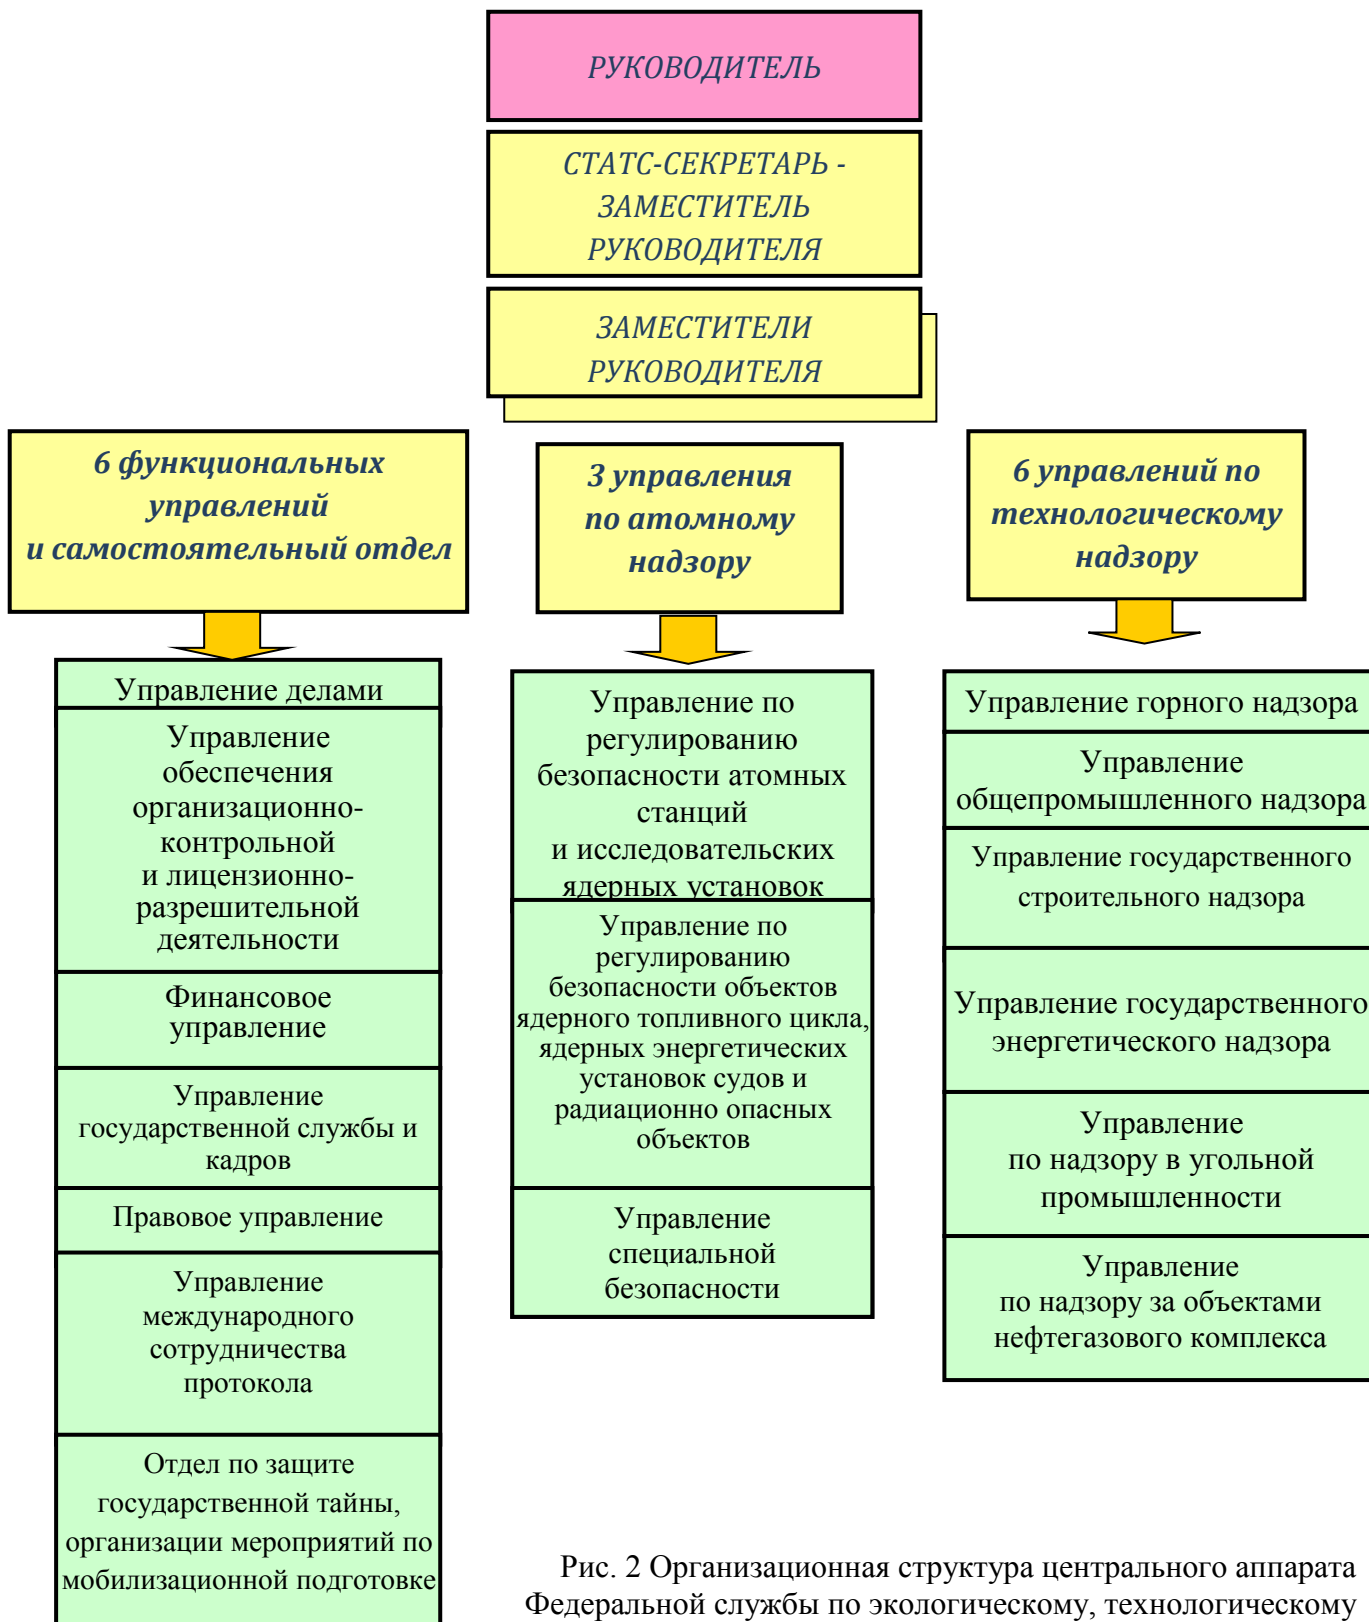 РУКОВОДИТЕЛЬ
СТАТС-СЕКРЕТАРЬ -
ЗАМЕСТИТЕЛЬ
РУКОВОДИТЕЛЯ
ЗАМЕСТИТЕЛИ
РУКОВОДИТЕЛЯ
6 функциональных
управлений
и самостоятельный отдел
Управление делами
Управление
обеспечения
организационно-
контрольной
и лицензионно-
разрешительной
деятельности
Финансовое
управление
Управление
государственной службы и
кадров
Правовое управление
Управление
международного
сотрудничества
протокола
Отдел по защите
государственной тайны,
организации мероприятий по
мобилизационной подготовке
3 управления
по атомному
надзору
Управление по
регулированию
безопасности атомных
станций
и исследовательских
ядерных установок
Управление по
регулированию
безопасности объектов
ядерного топливного цикла,
ядерных энергетических
установок судов и
радиационно опасных
объектов
Управление
специальной
безопасности
6 управлений по
технологическому
надзору
Управление горного надзора
Управление
общепромышленного надзора
Управление государственного
строительного надзора
Управление государственного
энергетического надзора
Управление
по надзору в угольной
промышленности
Управление
по надзору за объектами
нефтегазового комплекса
Рис. 2 Организационная структура центрального аппарата
Федеральной службы по экологическому, технологическому